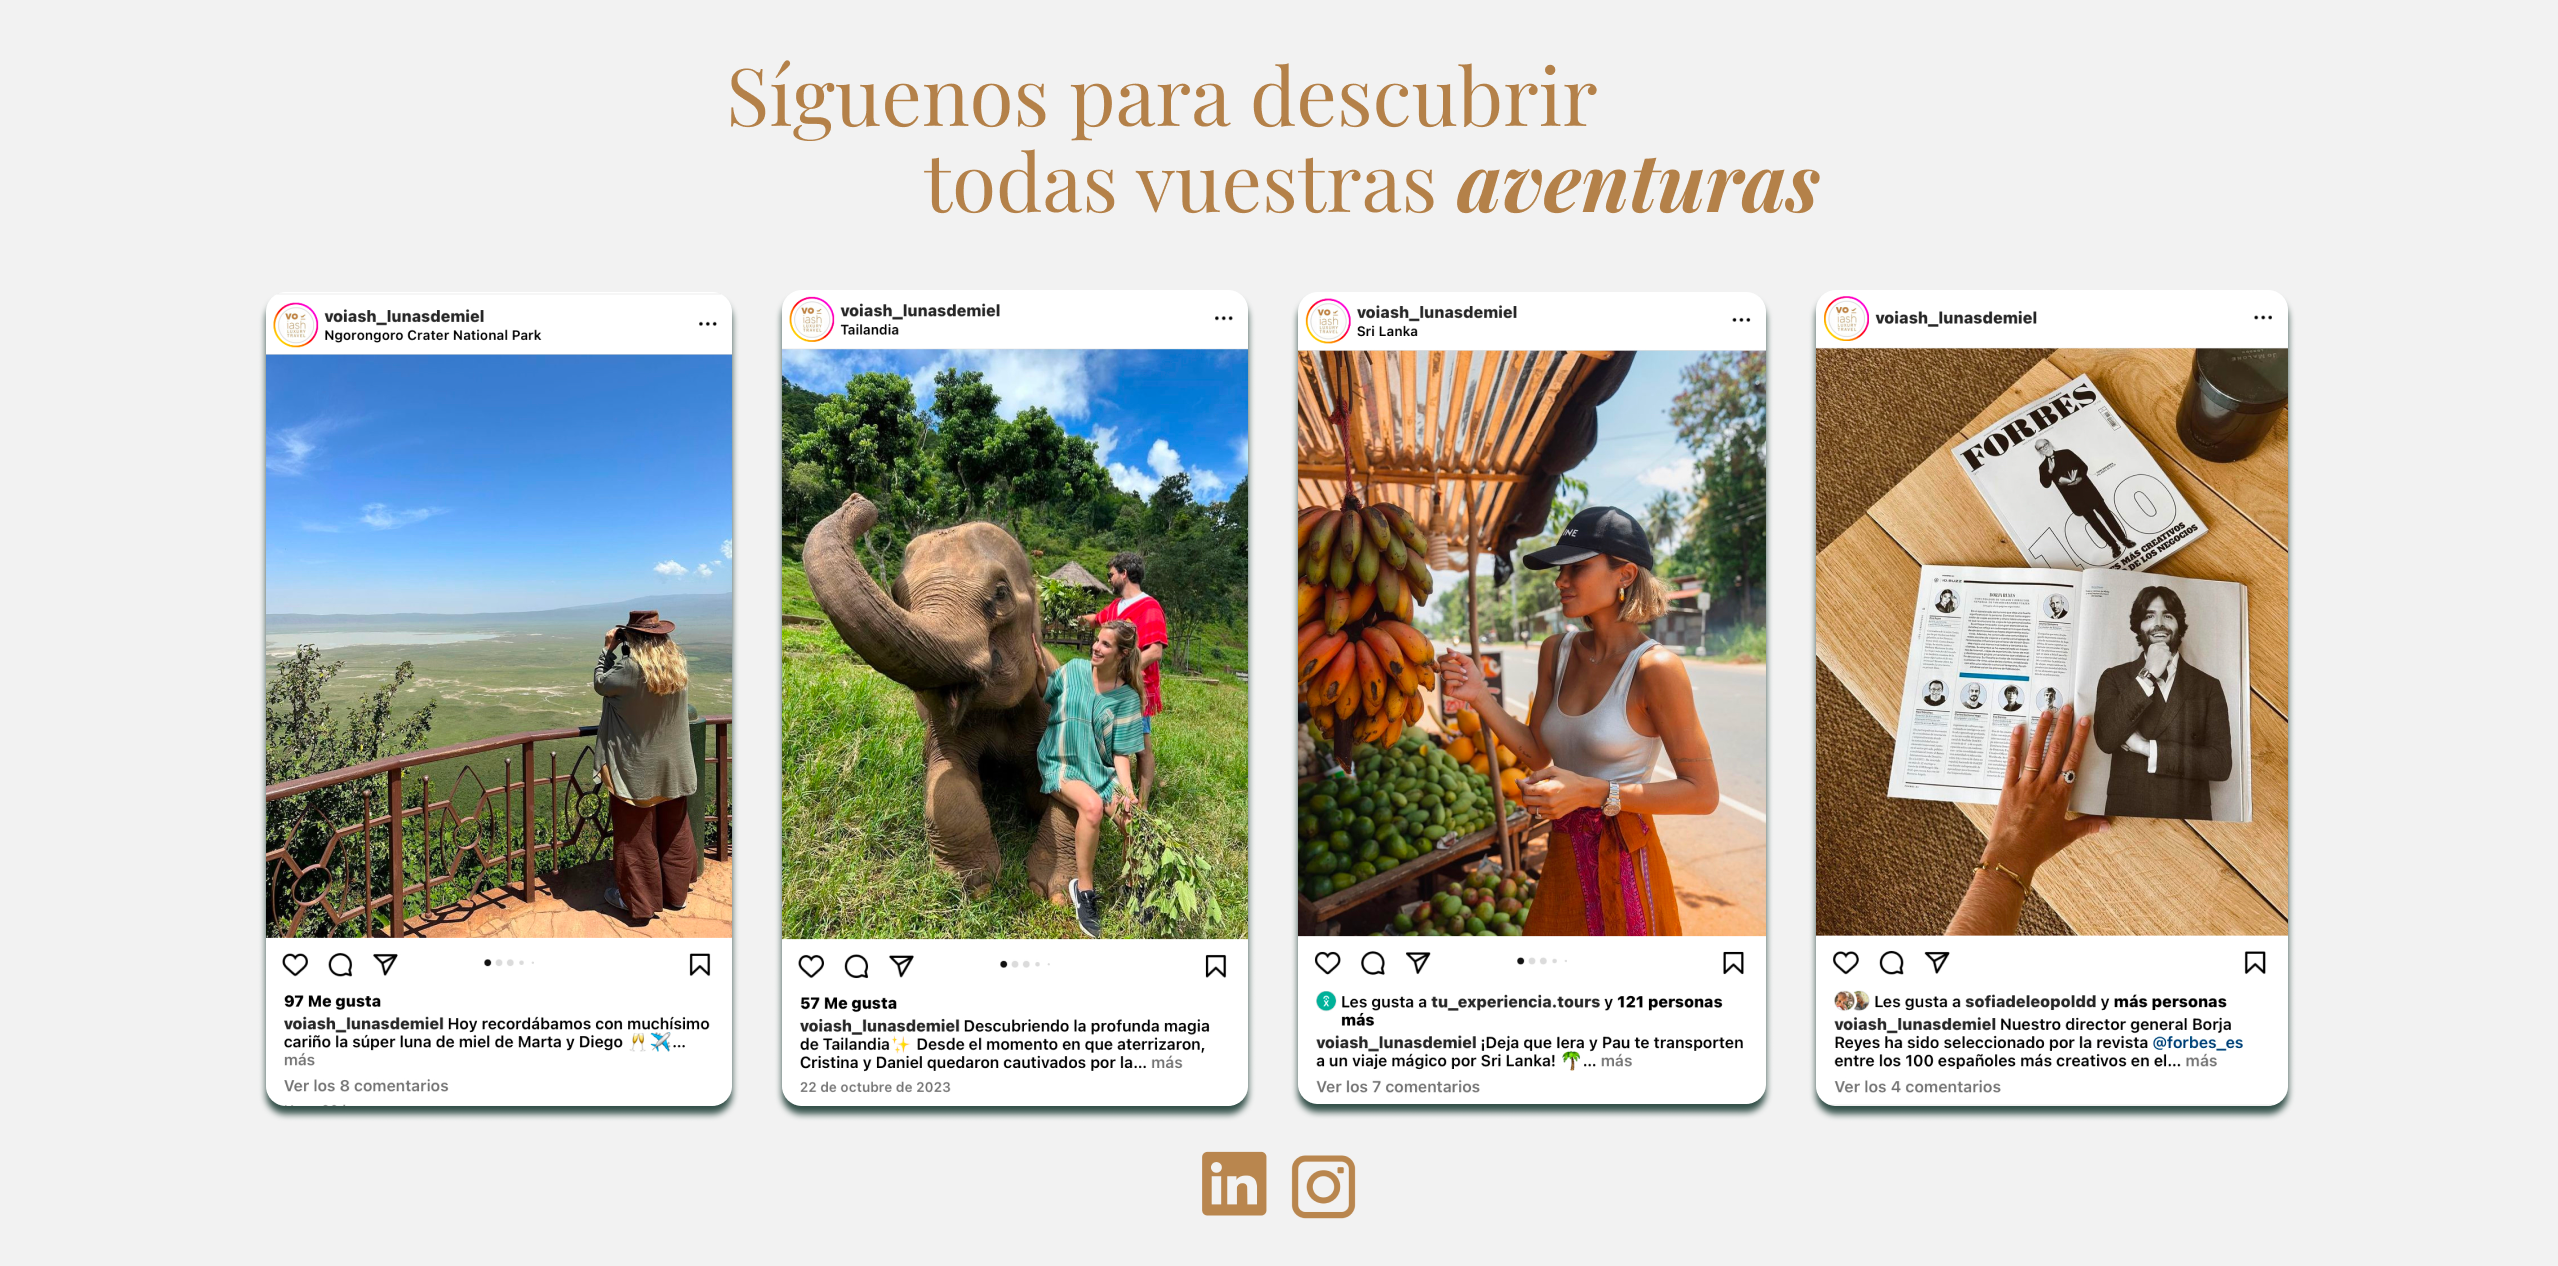 Síguenos para descubrir
todas vuestras aventuras
voiash_lunasdemiel
Ngorongoro Crater National Park
97 Me gusta
voiash_lunasdemiel Hoy recordábamos con muchísimo
cariño la súper luna de miel de Marta y Diego 🥂✈️...
más
Ver los 8 comentarios
voiash_lunasdemiel
Tailandia
57 Me gusta
voiash_lunasdemiel Descubriendo la profunda magia
de Tailandia✨ Desde el momento en que aterrizaron,
Cristina y Daniel quedaron cautivados por la... más
22 de octubre de 2023
voiash_lunasdemiel
Sri Lanka
Les gusta a tu_experiencia.tours y 121 personas
más
voiash_lunasdemiel ¡Deja que Iera y Pau te transporten
a un viaje mágico por Sri Lanka! 🌴... más
Ver los 7 comentarios
voiash_lunasdemiel
FORBES
100
MÁS CREATIVOS
DE LOS NEGOCIOS
Les gusta a sofiadeleopoldd y más personas
voiash_lunasdemiel Nuestro director general Borja
Reyes ha sido seleccionado por la revista @forbes_es
entre los 100 españoles más creativos en el... más
Ver los 4 comentarios
in